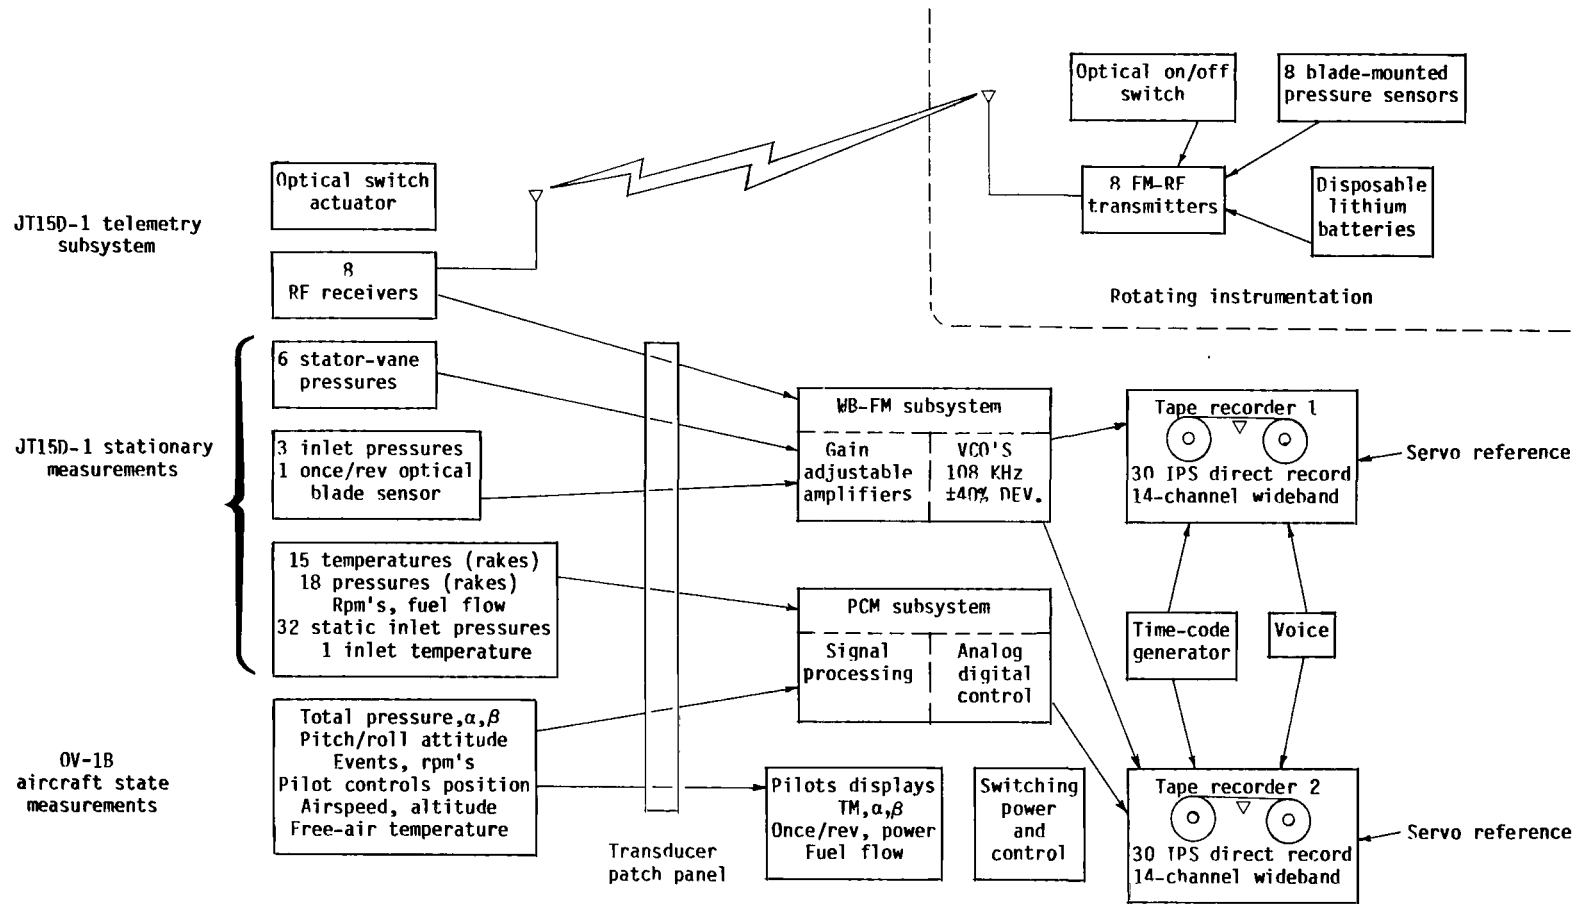 Optical on/off
switch
8 blade-mounted
pressure sensors
Optical switch
actuator
8 FM-RF
transmitters
Disposable
lithium
batteries
JT15D-1 telemetry
subsystem
8
RF receivers
Rotating instrumentation
6 stator-vane
pressures
WB-FM subsystem
Gain
adjustable
amplifiers
VCO'S
108 KHz
±40% DEV.
Tape recorder 1
30 IPS direct record
14-channel wideband
Servo reference
JT15D-1 stationary
measurements
3 inlet pressures
1 once/rev optical
blade sensor
15 temperatures (rakes)
18 pressures (rakes)
Rpm's, fuel flow
32 static inlet pressures
1 inlet temperature
PCM subsystem
Signal
processing
Analog
digital
control
Time-code
generator
Voice
OV-1B
aircraft state
measurements
Total pressure,α,β
Pitch/roll attitude
Events, rpm's
Pilot controls position
Airspeed, altitude
Free-air temperature
Transducer
patch panel
Pilots displays
TM,α,β
Once/rev, power
Fuel flow
Switching
power
and
control
Tape recorder 2
30 IPS direct record
14-channel wideband
Servo reference